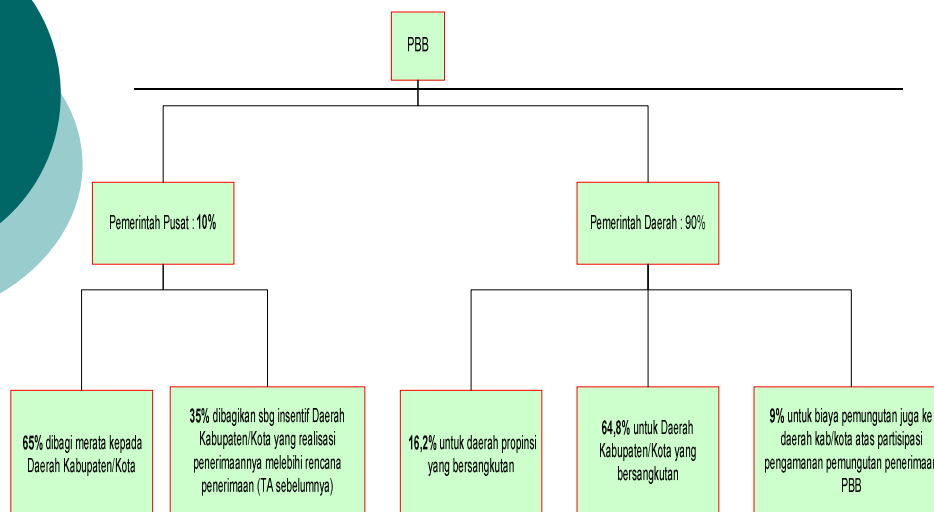 PBB
Pemerintah Pusat : 10%
Pemerintah Daerah : 90%
65% dibagi merata kepada
Daerah Kabupaten/Kota
35% dibagikan sbg insentif Daerah
Kabupaten/Kota yang realisasi
penerimaannya melebihi rencana
penerimaan (TA sebelumnya)
16,2% untuk daerah propinsi
yang bersangkutan
64,8% untuk Daerah
Kabupaten/Kota yang
bersangkutan
9% untuk biaya pemungutan juga ke
daerah kab/kota atas partisipasi
pengamanan pemungutan penerimaan
PBB